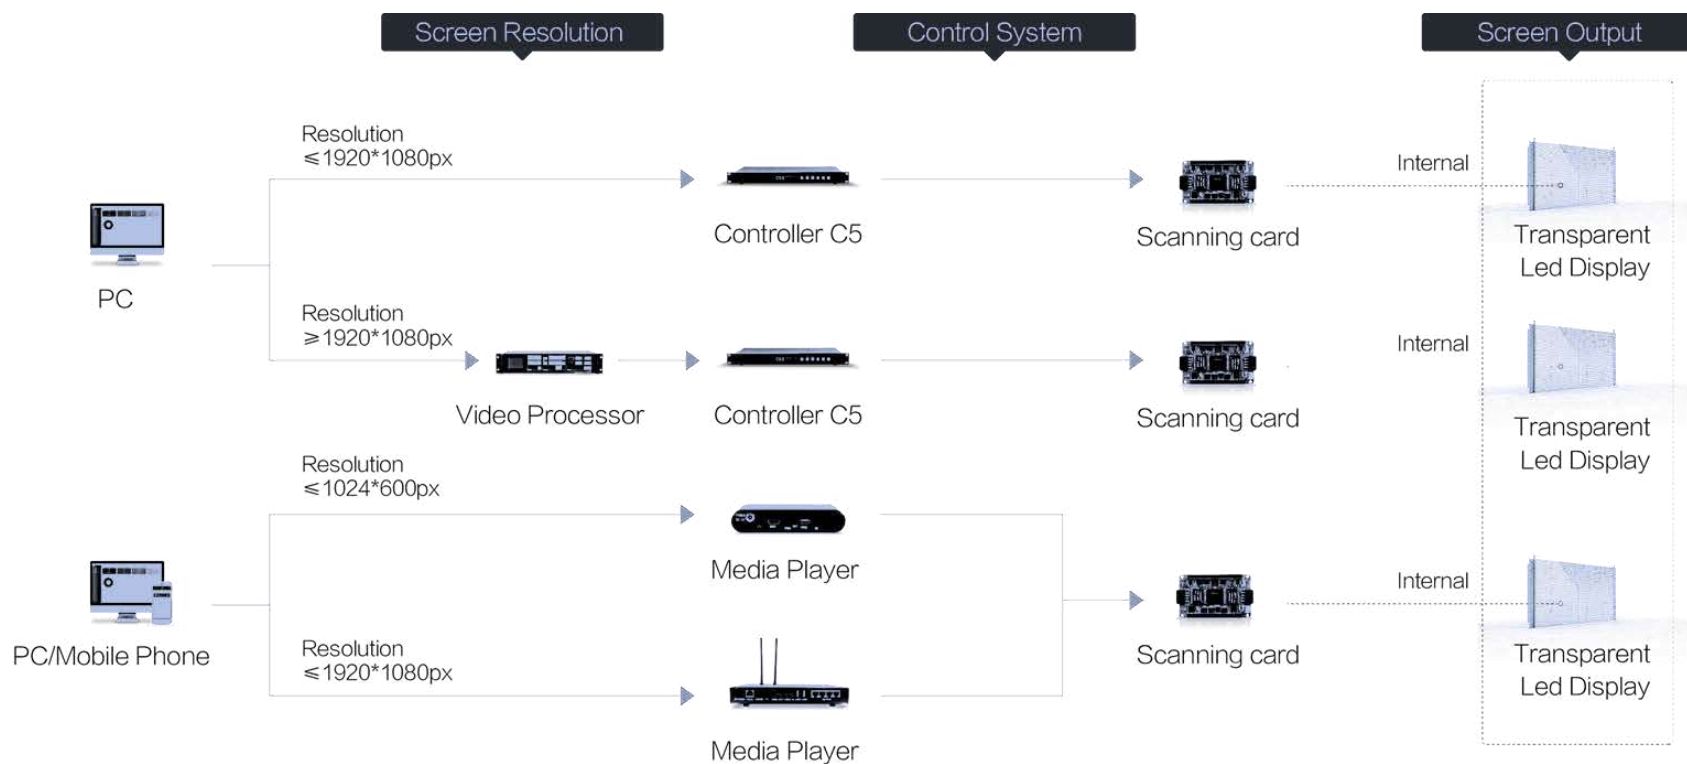 Screen Resolution
Control System
Screen Output
Resolution
≤1920*1080px
Internal
Controller C5
Scanning card
Transparent
Led Display
PC
Resolution
≥1920*1080px
Internal
Video Processor
Controller C5
Scanning card
Transparent
Led Display
Resolution
≤1024*600px
Media Player
Internal
PC/Mobile Phone
Resolution
≤1920*1080px
Scanning card
Transparent
Led Display
Media Player